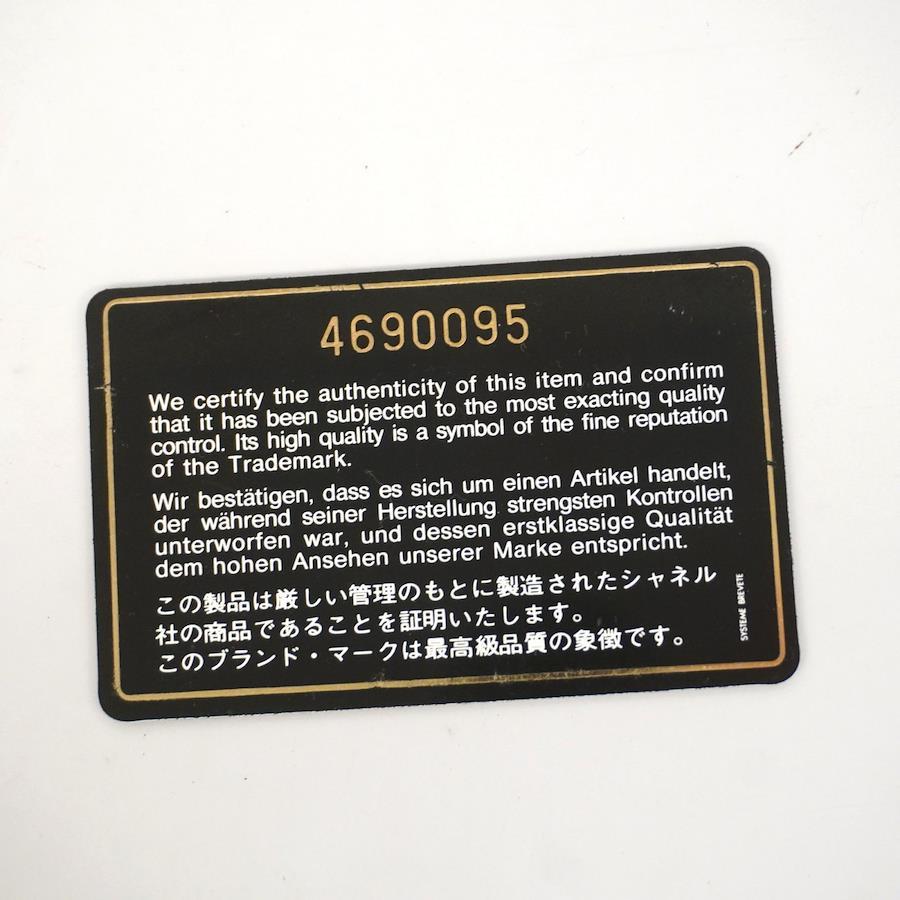 4690095
We certify the authenticity of this item and confirm
that it has been subjected to the most exacting quality
control. Its high quality is a symbol of the fine reputation
of the Trademark.
Wir bestätigen, dass es sich um einen Artikel handelt,
der während seiner Herstellung strengsten Kontrollen
unterworfen war, und dessen erstklassige Qualität
dem hohen Ansehen unserer Marke entspricht.
この製品は厳しい管理のもとに製造されたシャネル
社の商品であることを証明いたします。
このブランド・マークは最高級品質の象徴です。
SYSTEME BREVETE